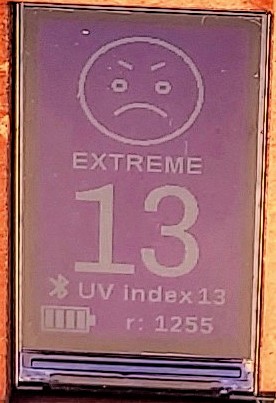 EXTREME
13
UV index 13
r: 1255